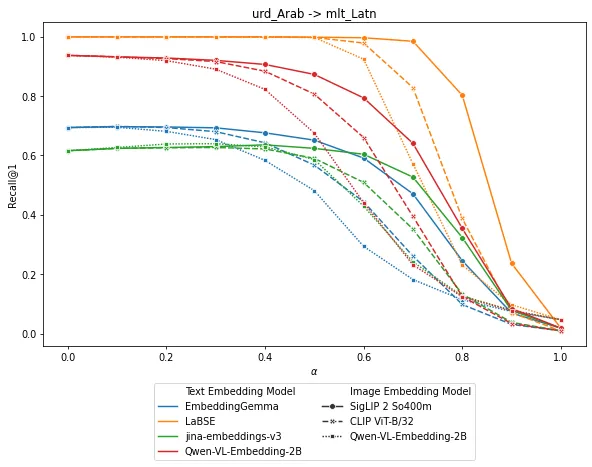 urd_Arab -> mlt_Latn
1.0
0.8
0.6
0.4
0.2
0.0
Recall@1
0.0 0.2 0.4 0.6 0.8 1.0
α
Text Embedding Model
EmbeddingGemma
LaBSE
jina-embeddings-v3
Qwen-VL-Embedding-2B
Image Embedding Model
SigLIP 2 So400m
CLIP ViT-B/32
Qwen-VL-Embedding-2B